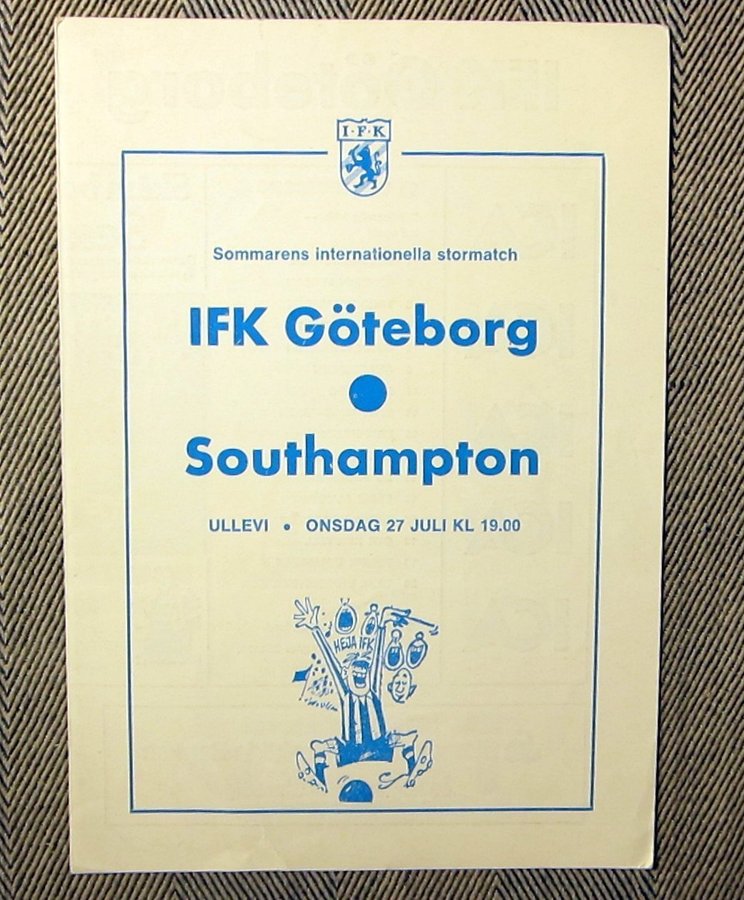 I·F·K
Sommarens internationella stormatch
IFK Göteborg
Southampton
ULLEVI • ONSDAG 27 JULI KL 19.00
HEJA IFK